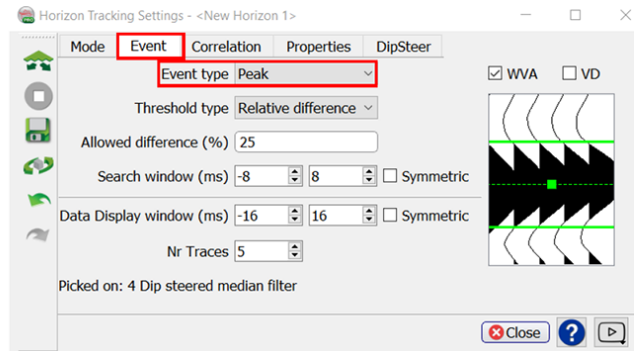 Horizon Tracking Settings - <New Horizon 1>
Mode Event Correlation Properties DipSteer
Event type Peak
WVA VD
Threshold type Relative difference
Allowed difference (%) 25
Search window (ms) -8 8 Symmetric
Data Display window (ms) -16 16 Symmetric
Nr Traces 5
Picked on: 4 Dip steered median filter
Close ?